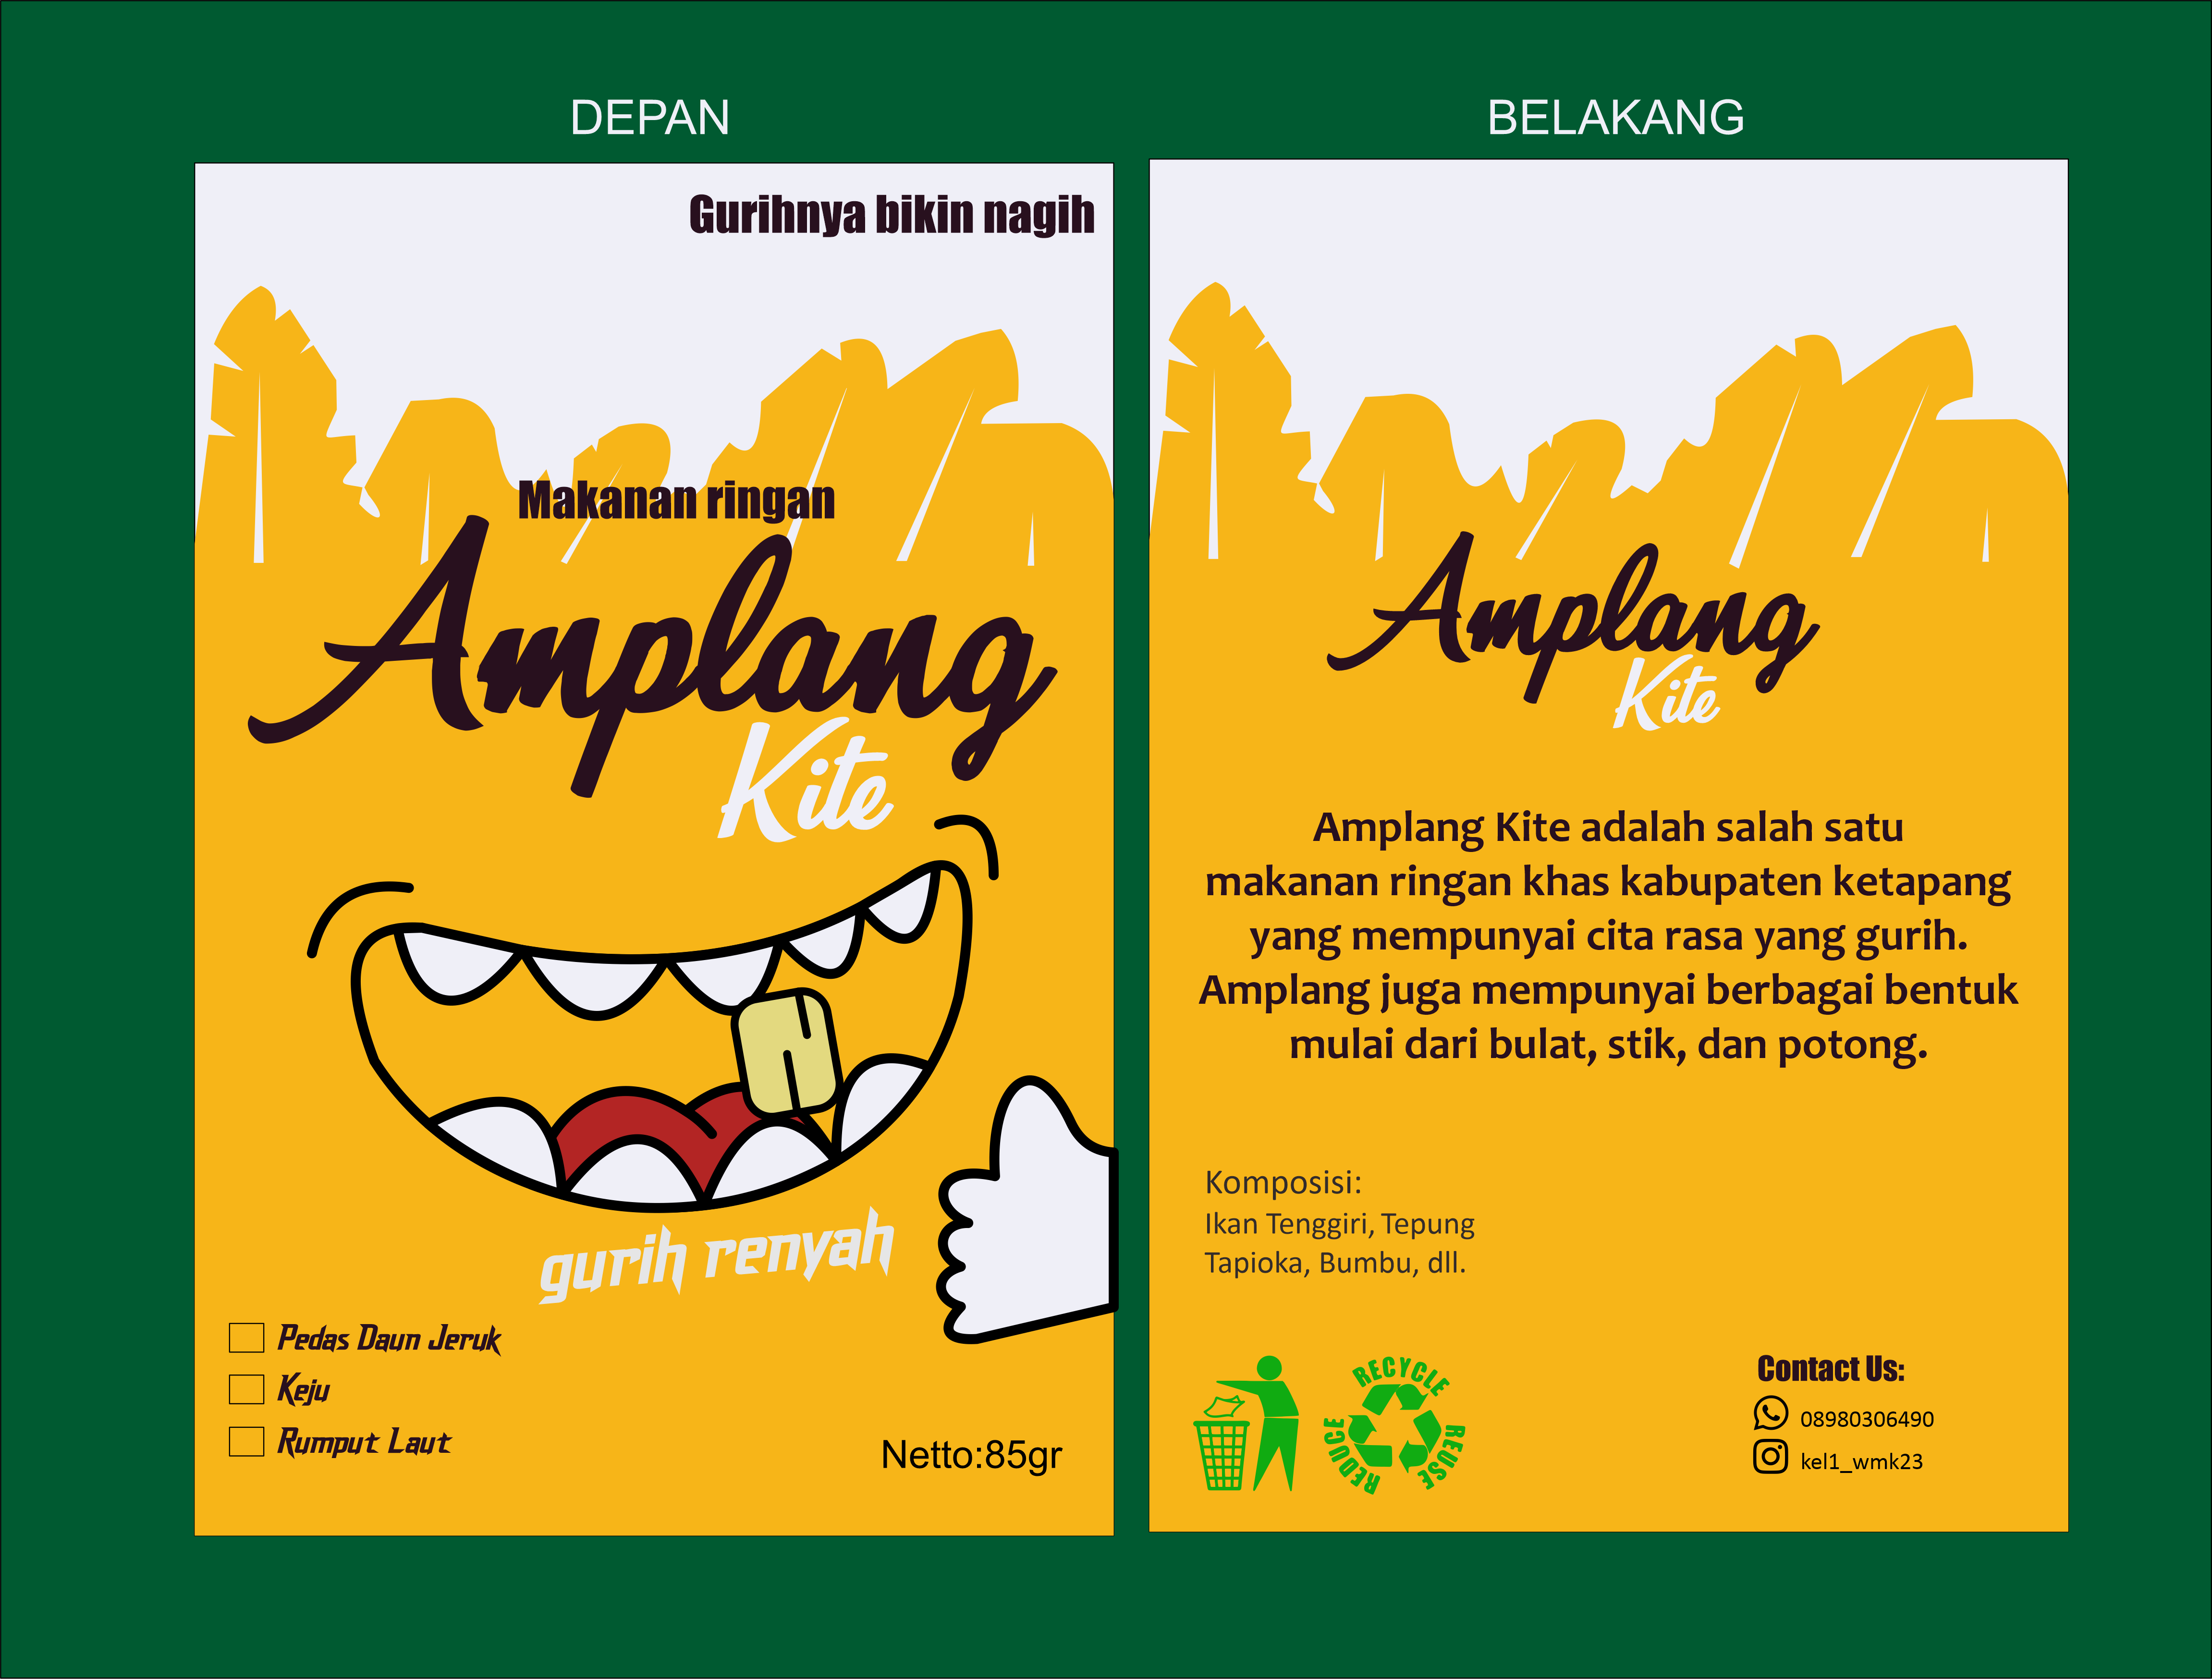 DEPAN
Gurihnya bikin nagih
Makanan ringan
Amplang
Kite
gurih renyah
Pedas Daun Jeruk
Keju
Rumput Laut
Netto:85gr
BELAKANG
Amplang
Kite
Amplang Kite adalah salah satu
makanan ringan khas kabupaten ketapang
yang mempunyai cita rasa yang gurih.
Amplang juga mempunyai berbagai bentuk
mulai dari bulat, stik, dan potong.
Komposisi:
Ikan Tenggiri, Tepung
Tapioka, Bumbu, dll.
RECYCLE
REUSE
REDUCE
Contact Us:
08980306490
kel1_wmk23